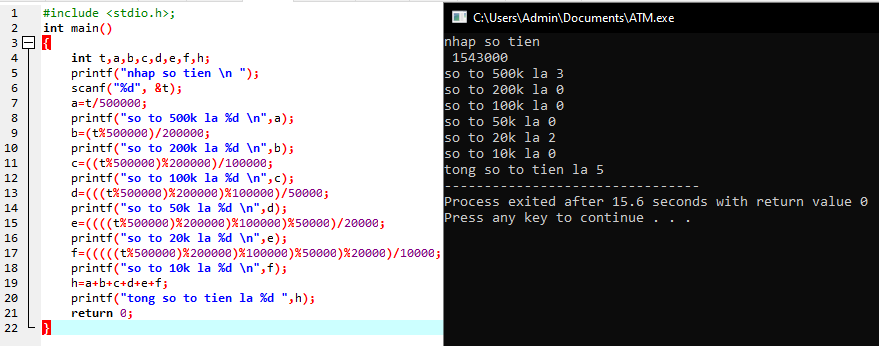 1 #include <stdio.h>;
2 int main()
3 {
4 int t,a,b,c,d,e,f,h;
5 printf("nhap so tien \n ");
6 scanf("%d", &t);
7 a=t/500000;
8 printf("so to 500k la %d \n",a);
9 b=(t%500000)/200000;
10 printf("so to 200k la %d \n",b);
11 c=((t%500000)%200000)/100000;
12 printf("so to 100k la %d \n",c);
13 d=(((t%500000)%200000)%100000)/50000;
14 printf("so to 50k la %d \n",d);
15 e=((((t%500000)%200000)%100000)%50000)/20000;
16 printf("so to 20k la %d \n",e);
17 f=(((((t%500000)%200000)%100000)%50000)%20000)/10000;
18 printf("so to 10k la %d \n",f);
19 h=a+b+c+d+e+f;
20 printf("tong so to tien la %d ",h);
21 return 0;
22 }
C:\Users\Admin\Documents\ATM.exe
nhap so tien
1543000
so to 500k la 3
so to 200k la 0
so to 100k la 0
so to 50k la 0
so to 20k la 2
so to 10k la 0
tong so to tien la 5
--------------------------------
Process exited after 15.6 seconds with return value 0
Press any key to continue . . .